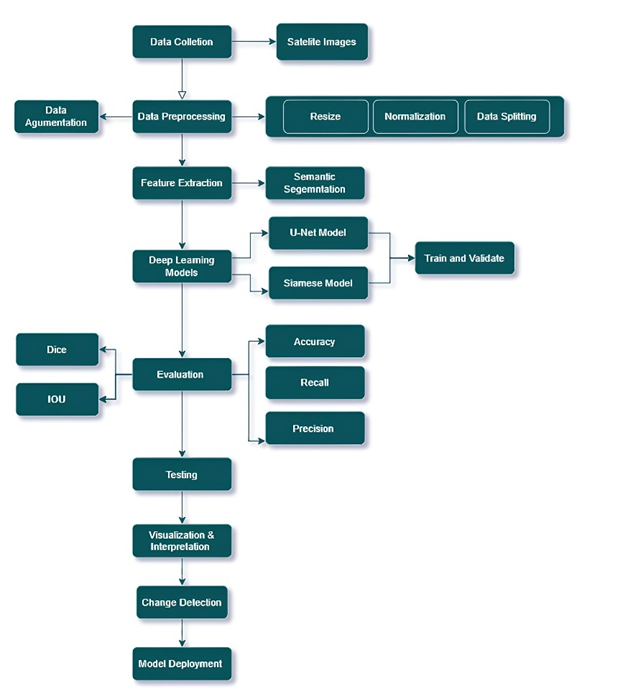 Data Colletion
Satelite Images
Data
Agumentation
Data Preprocessing
Resize
Normalization
Data Splitting
Feature Extraction
Semantic
Segemntation
U-Net Model
Deep Learning
Models
Train and Validate
Siamese Model
Accuracy
Dice
Evaluation
Recall
IOU
Precision
Testing
Visualization &
Interpretation
Change Detection
Model Deployment